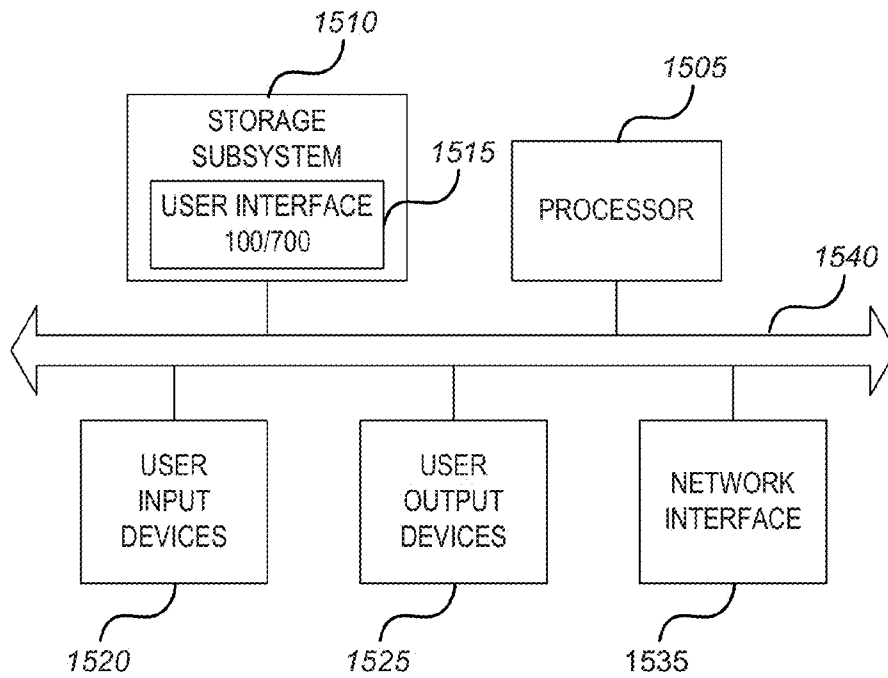 1510
STORAGE
SUBSYSTEM
1515
USER INTERFACE
100/700
1505
PROCESSOR
1540
USER
INPUT
DEVICES
USER
OUTPUT
DEVICES
NETWORK
INTERFACE
1520
1525
1535